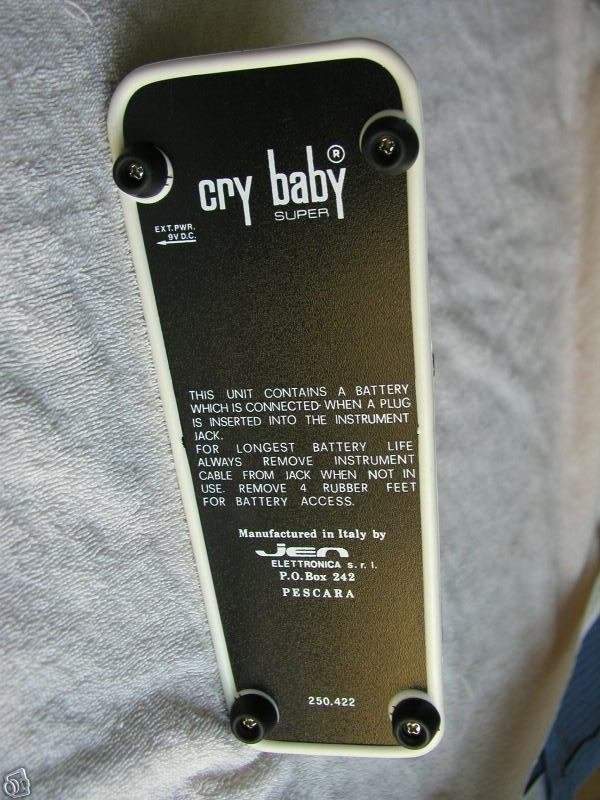 cry baby ®
SUPER
EXT.PWR.
9V D.C.
THIS UNIT CONTAINS A BATTERY
WHICH IS CONNECTED WHEN A PLUG
IS INSERTED INTO THE INSTRUMENT
JACK.
FOR LONGEST BATTERY LIFE
ALWAYS REMOVE INSTRUMENT
CABLE FROM JACK WHEN NOT IN
USE. REMOVE 4 RUBBER FEET
FOR BATTERY ACCESS.
Manufactured in Italy by
Jen
ELETTRONICA s.r.l.
P.O.Box 242
PESCARA
250.422